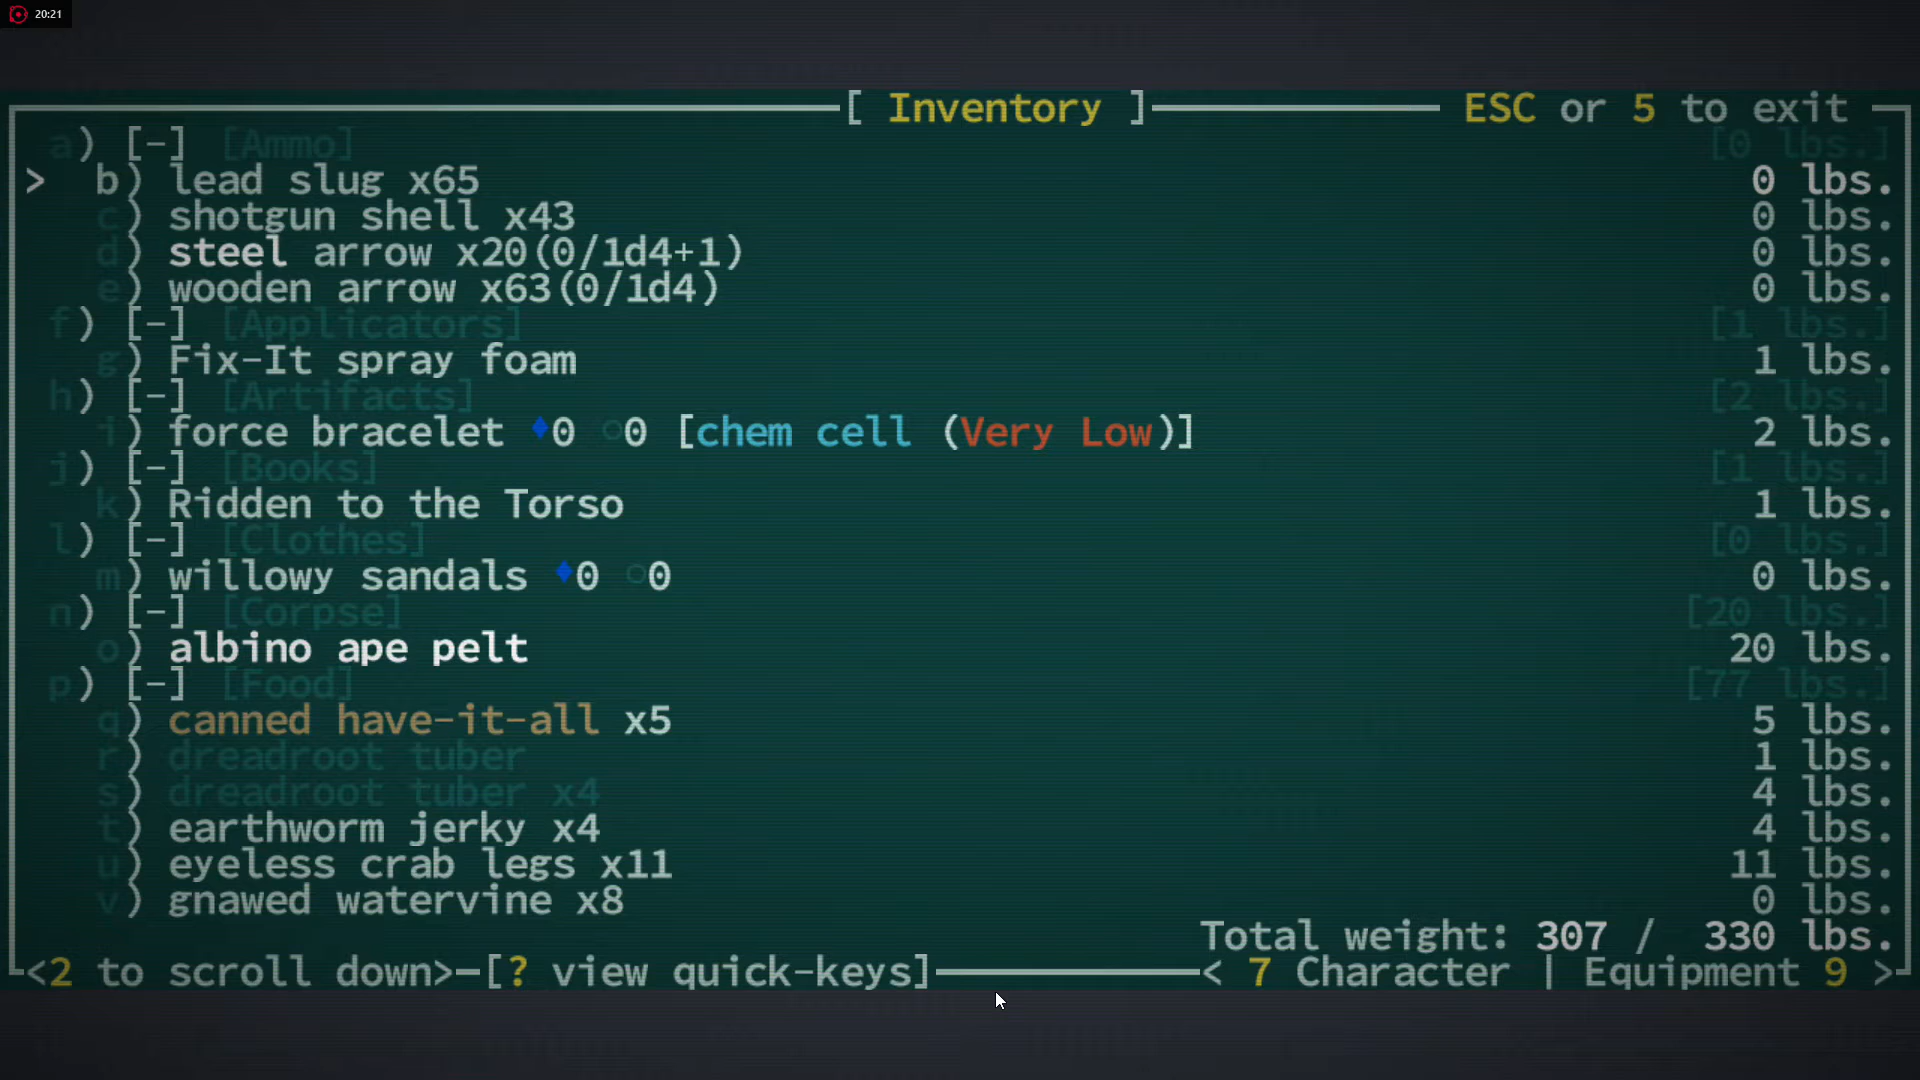 20:21
[ Inventory ] ESC or 5 to exit
a) [-] [Ammo] [0 lbs.]
> b) lead slug x65 0 lbs.
c) shotgun shell x43 0 lbs.
d) steel arrow x20(0/1d4+1) 0 lbs.
e) wooden arrow x63(0/1d4) 0 lbs.
f) [-] [Applicators] [1 lbs.]
g) Fix-It spray foam 1 lbs.
h) [-] [Artifacts] [2 lbs.]
i) force bracelet ♦0 ○0 [chem cell (Very Low)] 2 lbs.
j) [-] [Books] [1 lbs.]
k) Ridden to the Torso 1 lbs.
l) [-] [Clothes] [0 lbs.]
m) willowy sandals ♦0 ○0 0 lbs.
n) [-] [Corpse] [20 lbs.]
o) albino ape pelt 20 lbs.
p) [-] [Food] [77 lbs.]
q) canned have-it-all x5 5 lbs.
r) dreadroot tuber 1 lbs.
s) dreadroot tuber x4 4 lbs.
t) earthworm jerky x4 4 lbs.
u) eyeless crab legs x11 11 lbs.
v) gnawed watervine x8 0 lbs.
Total weight: 307 / 330 lbs.
<2 to scroll down> [? view quick-keys] < 7 Character | Equipment 9 >